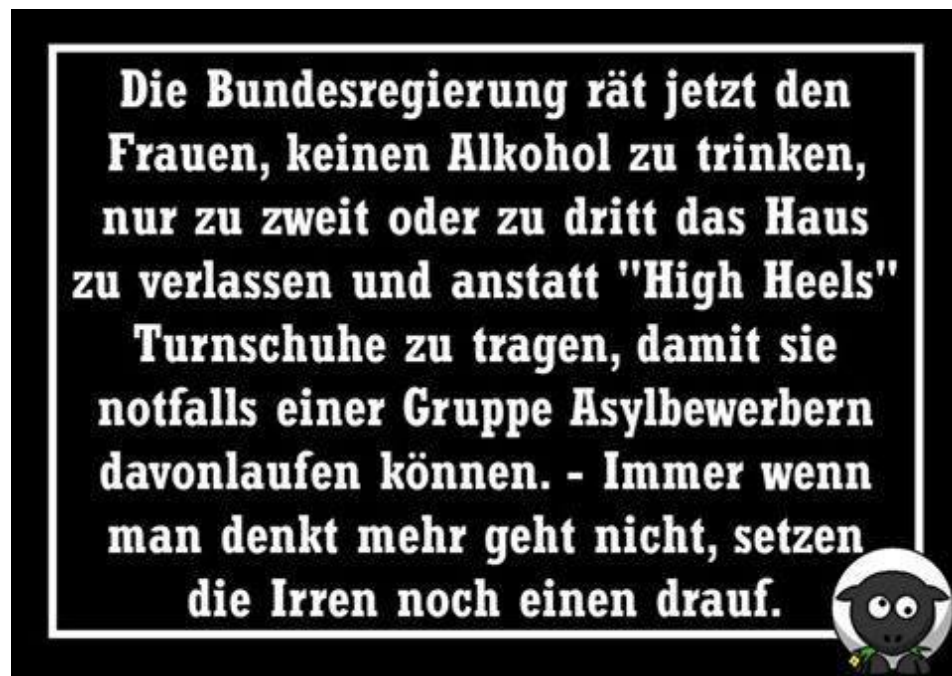 Die Bundesregierung rät jetzt den
Frauen, keinen Alkohol zu trinken,
nur zu zweit oder zu dritt das Haus
zu verlassen und anstatt "High Heels"
Turnschuhe zu tragen, damit sie
notfalls einer Gruppe Asylbewerbern
davonlaufen können. - Immer wenn
man denkt mehr geht nicht, setzen
die Irren noch einen drauf.